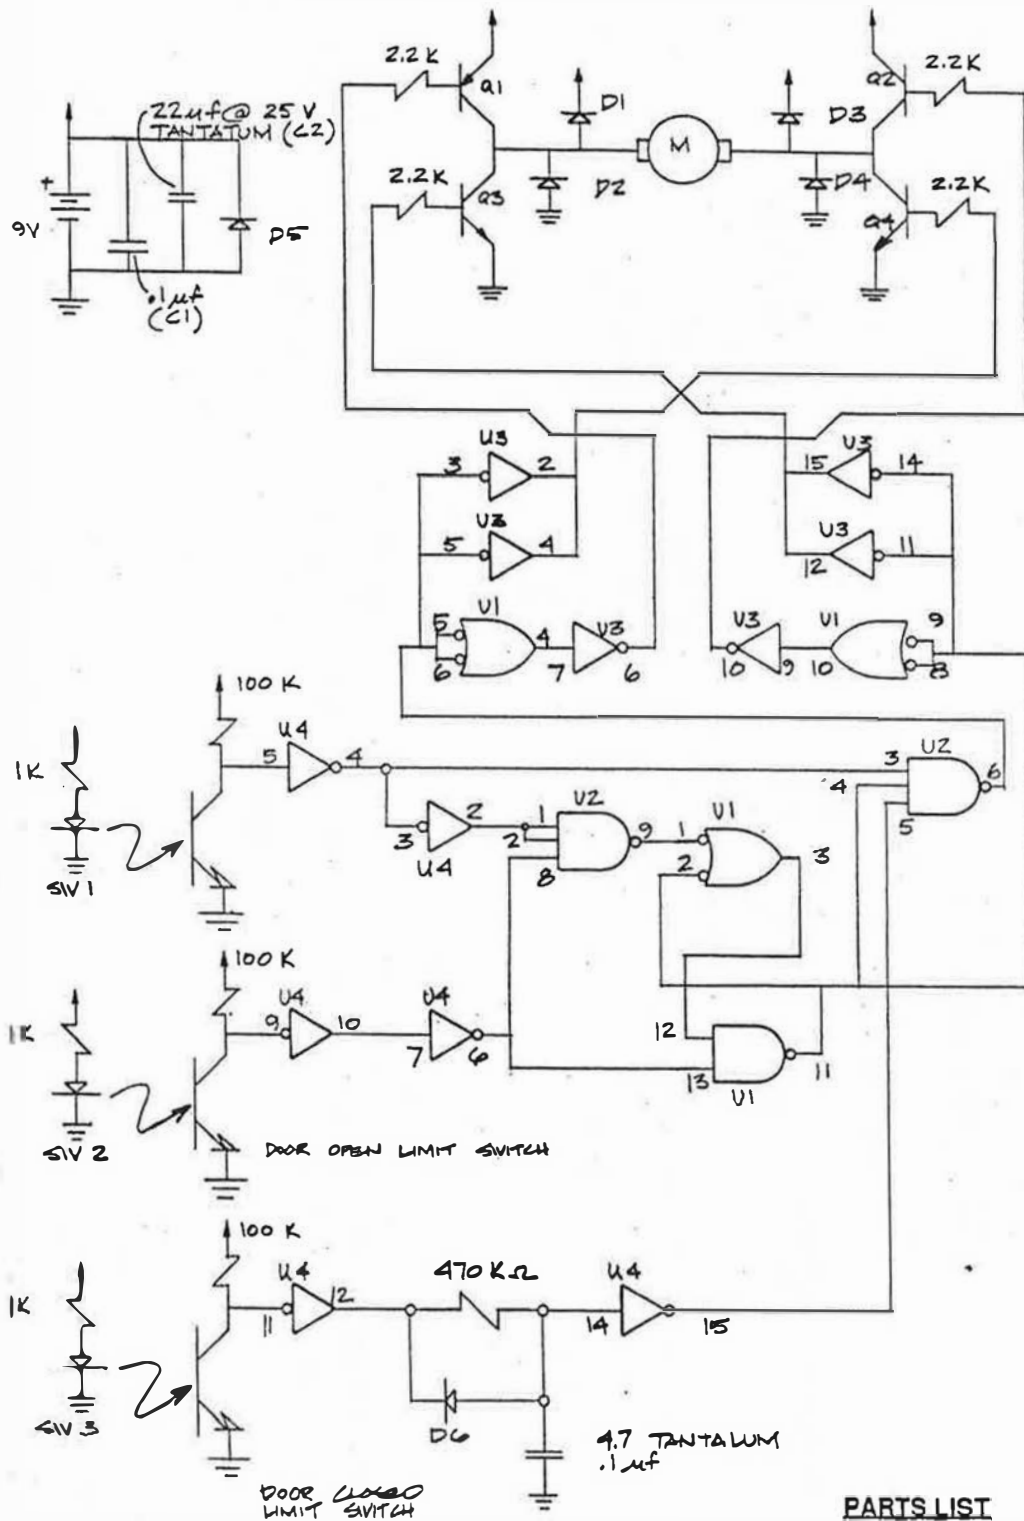 2.2K
Q1
Q2
2.2K
22µf@ 25 V
TANTATUM (C2)
D1
D3
M
+
9V
D5
2.2K
Q3
D2
D4
2.2K
Q4
.1µf
(C1)
U3
3
2
U3
15
14
U3
5
4
U3
12
11
U1
5
6
4
7
U3
6
U3
10
9
U1
10
9
8
100 K
1K
5
U4
4
3
U2
6
4
5
SW 1
3
2
U4
1
2
8
U2
9
1
2
U1
3
100 K
1K
9
U4
10
7
U4
6
12
13
11
U1
SW 2
DOOR OPEN LIMIT SWITCH
100 K
1K
11
U4
12
470 KΩ
14
U4
15
SW 3
D6
4.7 TANTALUM
.1µf
DOOR CLOSED
LIMIT SWITCH
PARTS LIST